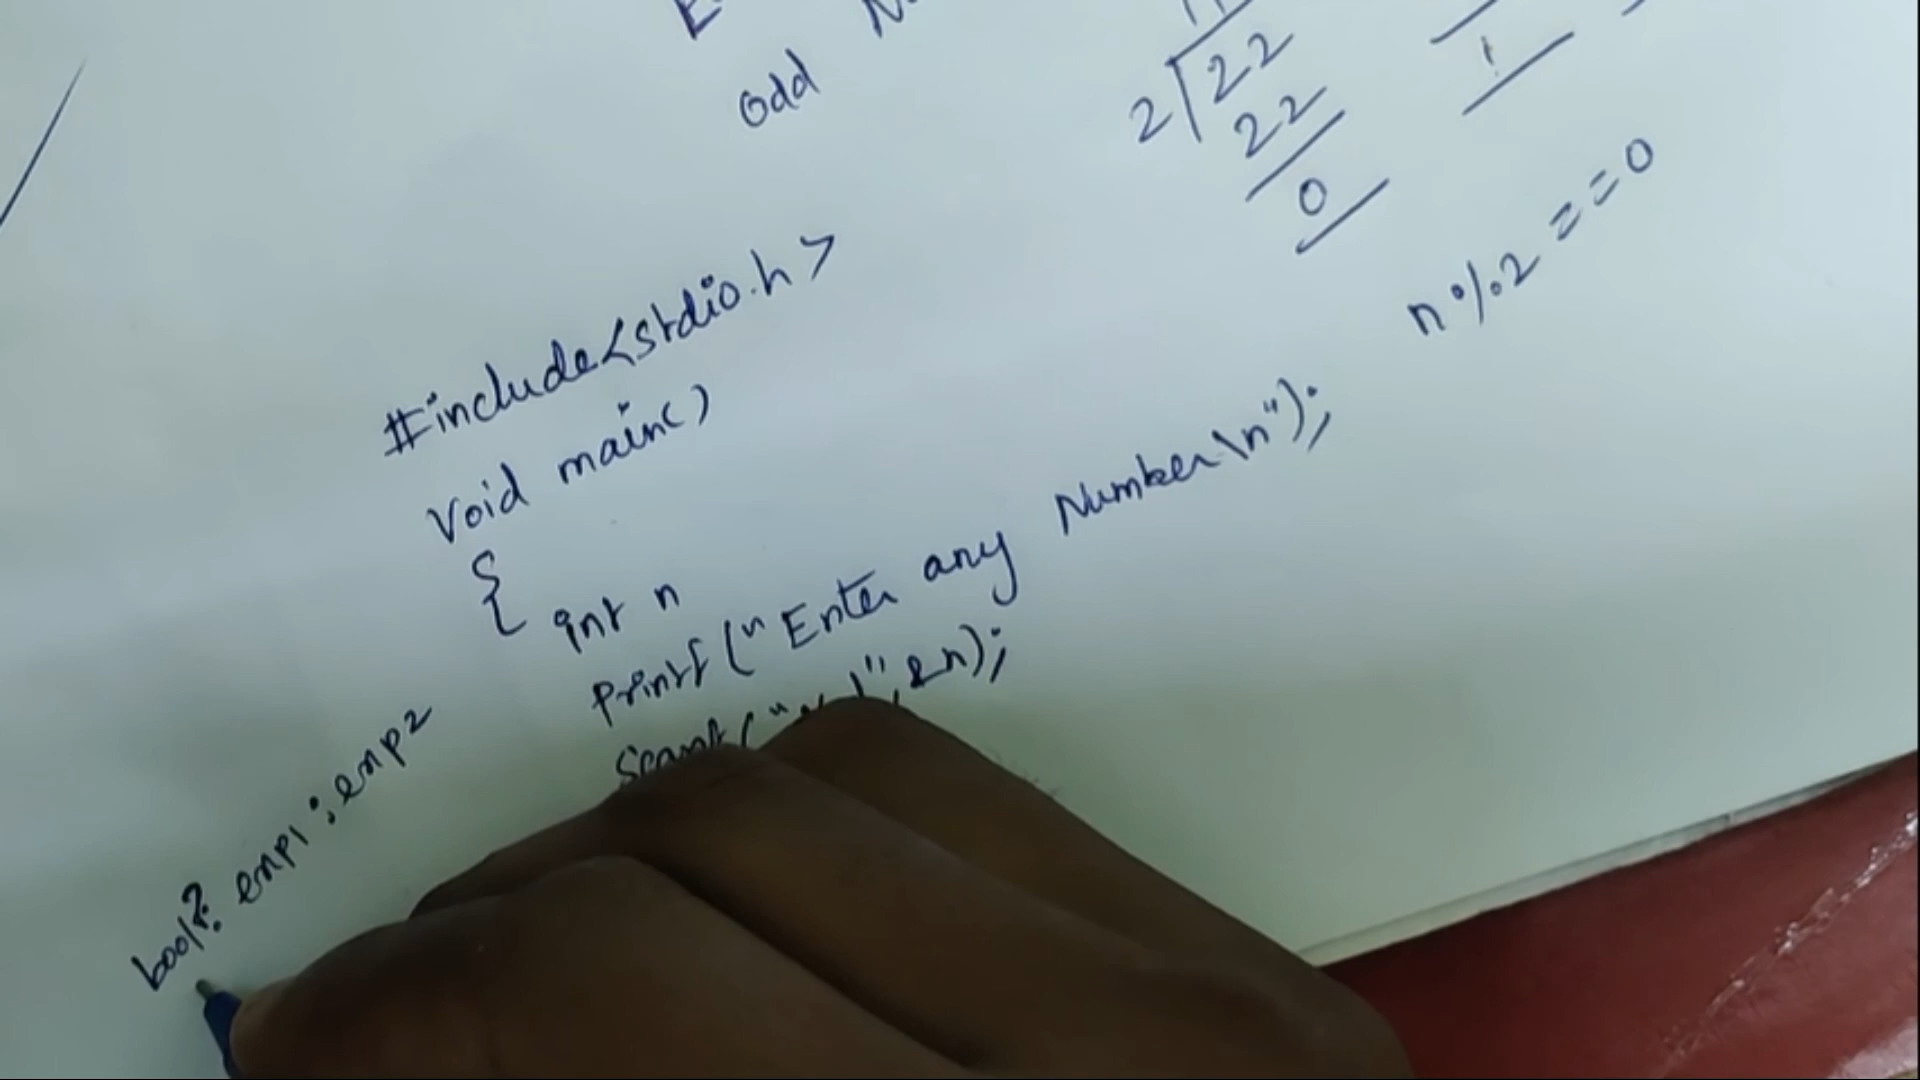 Odd
2)22
22
0
1
n%2==0
#include<stdio.h>
void main()
{
int n
printf("Enter any Number\n");
scanf(" ",&n);
bool? exp1:exp2